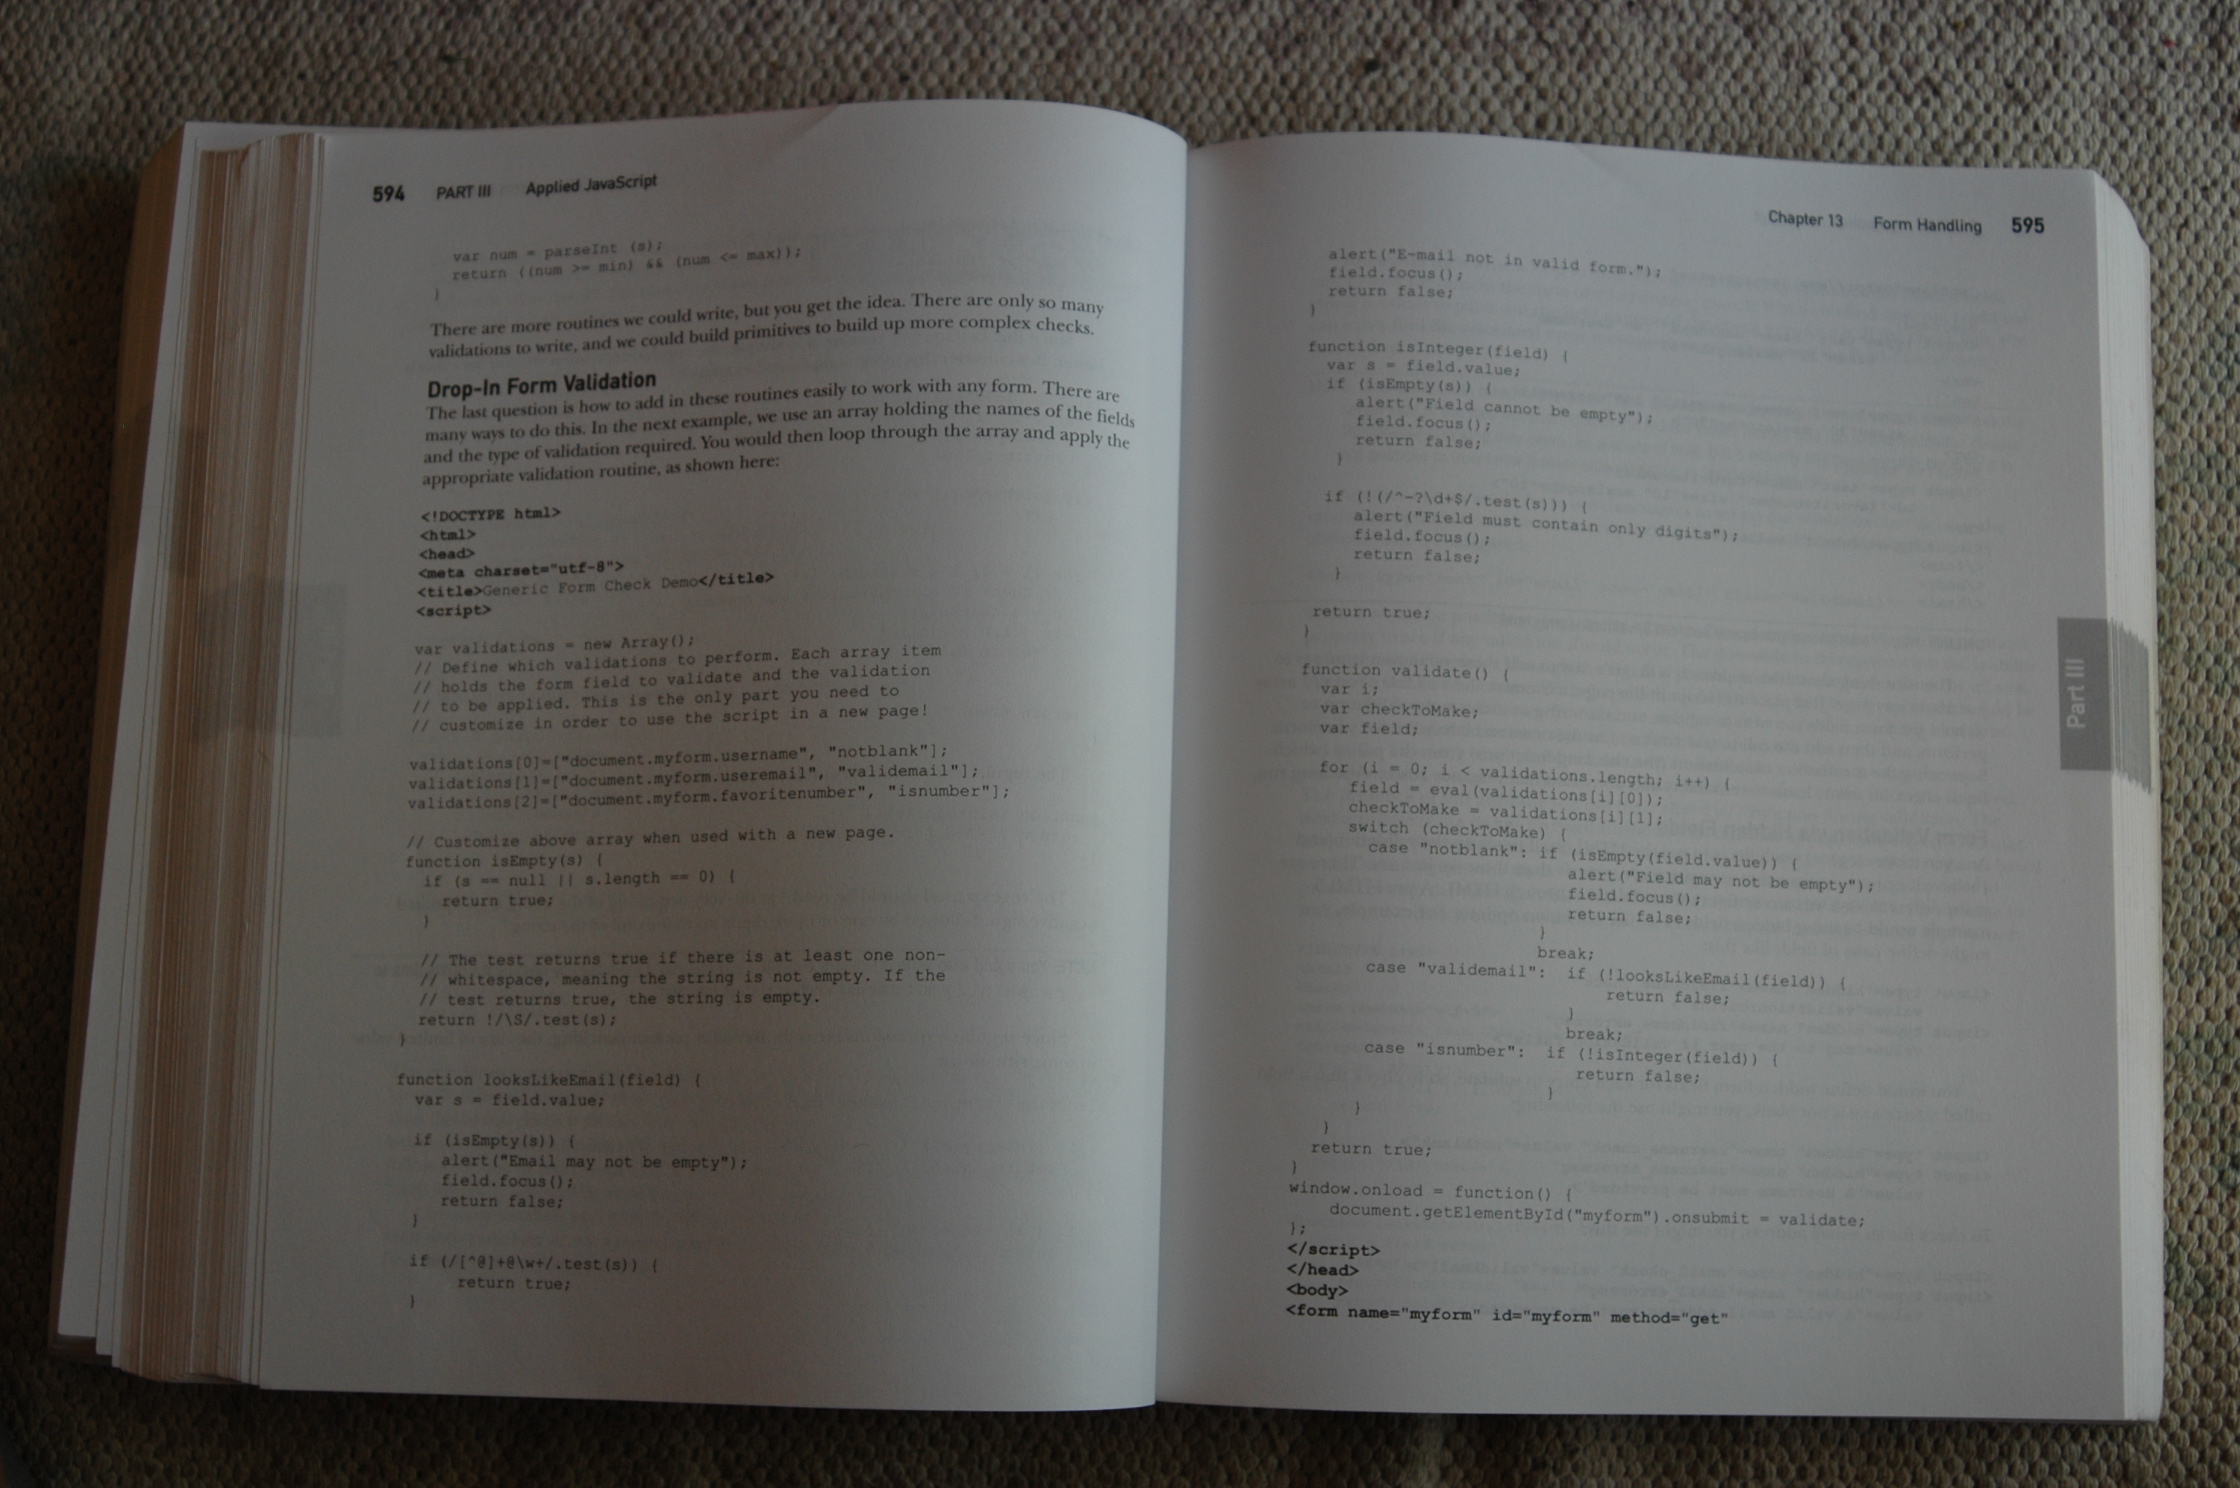 594 PART III Applied JavaScript
var num = parseInt (s);
return ((num >= min) && (num <= max));
}
There are more routines we could write, but you get the idea. There are only so many
validations to write, and we could build primitives to build up more complex checks.
Drop-In Form Validation
The last question is how to add in these routines easily to work with any form. There are
many ways to do this. In the next example, we use an array holding the names of the fields
and the type of validation required. You would then loop through the array and apply the
appropriate validation routine, as shown here:
<!DOCTYPE html>
<html>
<head>
<meta charset="utf-8">
<title>Generic Form Check Demo</title>
<script>
var validations = new Array();
// Define which validations to perform. Each array item
// holds the form field to validate and the validation
// to be applied. This is the only part you need to
// customize in order to use the script in a new page!
validations[0]=["document.myform.username", "notblank"];
validations[1]=["document.myform.useremail", "validemail"];
validations[2]=["document.myform.favoritenumber", "isnumber"];
// Customize above array when used with a new page.
function isEmpty(s) {
if (s == null || s.length == 0) {
return true;
}
// The test returns true if there is at least one non-
// whitespace, meaning the string is not empty. If the
// test returns true, the string is empty.
return !/\S/.test(s);
}
function looksLikeEmail(field) {
var s = field.value;
if (isEmpty(s)) {
alert("Email may not be empty");
field.focus();
return false;
}
if (/[^@]+@\w+/.test(s)) {
return true;
}
Chapter 13 Form Handling 595
alert("E-mail not in valid form.");
field.focus();
return false;
}
function isInteger(field) {
var s = field.value;
if (isEmpty(s)) {
alert("Field cannot be empty");
field.focus();
return false;
}
if (!(/^-?\d+$/.test(s))) {
alert("Field must contain only digits");
field.focus();
return false;
}
return true;
}
function validate() {
var i;
var checkToMake;
var field;
for (i = 0; i < validations.length; i++) {
field = eval(validations[i][0]);
checkToMake = validations[i][1];
switch (checkToMake) {
case "notblank": if (isEmpty(field.value)) {
alert("Field may not be empty");
field.focus();
return false;
}
break;
case "validemail": if (!looksLikeEmail(field)) {
return false;
}
break;
case "isnumber": if (!isInteger(field)) {
return false;
}
}
}
return true;
}
window.onload = function() {
document.getElementById("myform").onsubmit = validate;
};
</script>
</head>
<body>
<form name="myform" id="myform" method="get"
Part III